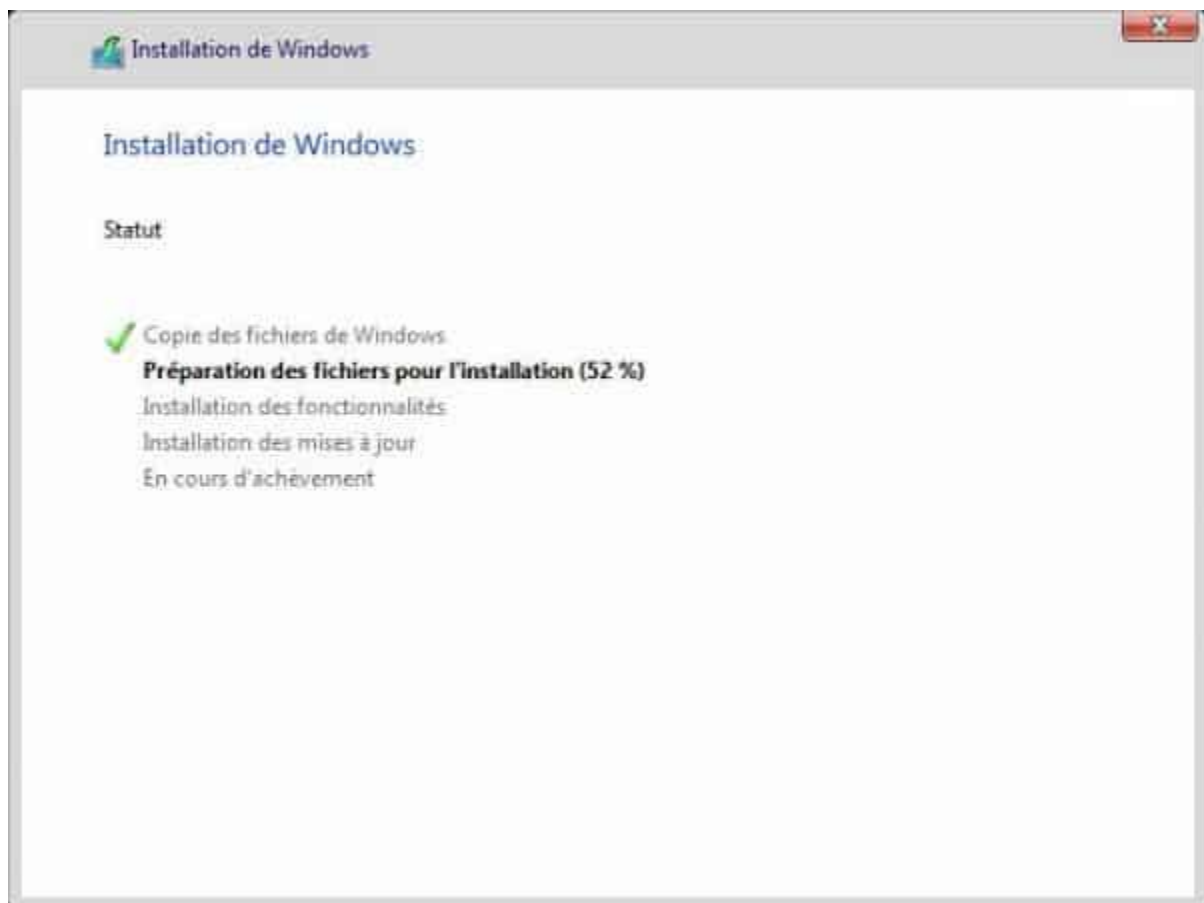 Installation de Windows
Installation de Windows
Statut
Copie des fichiers de Windows
Préparation des fichiers pour l'installation (52 %)
Installation des fonctionnalités
Installation des mises à jour
En cours d'achèvement